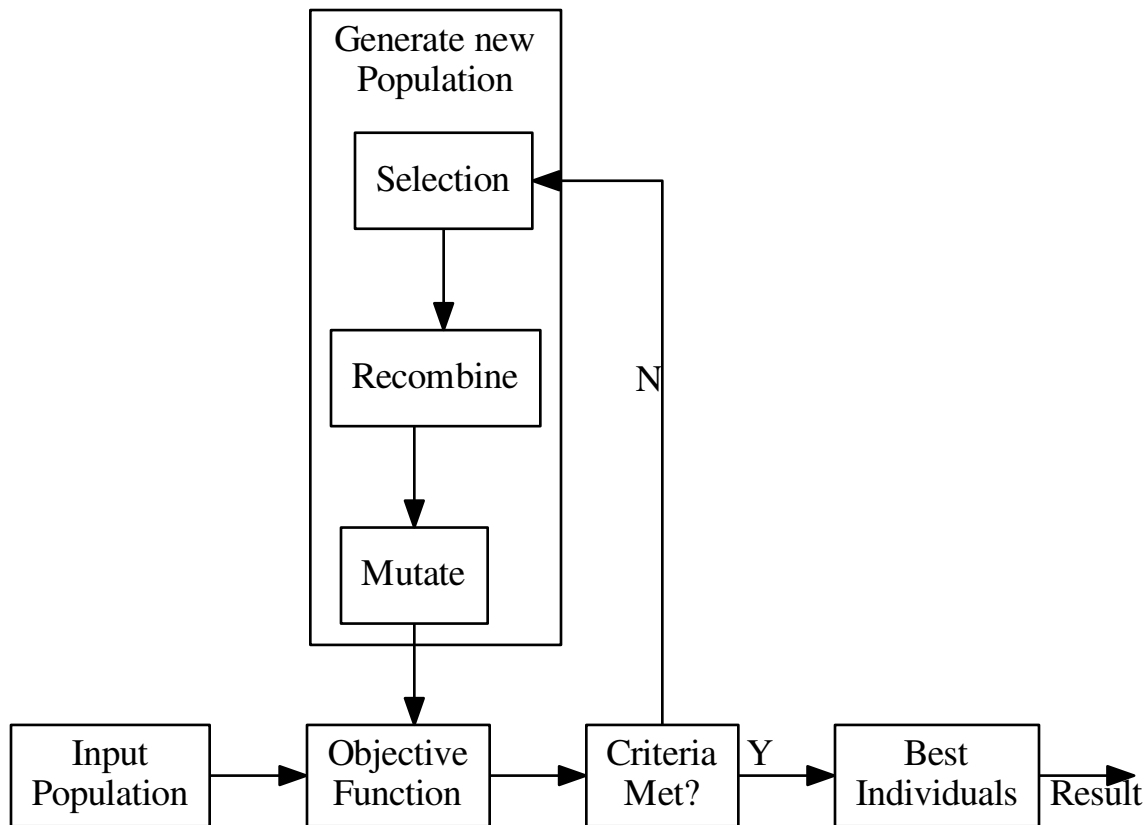 Generate new
Population
Selection
Recombine
N
Mutate
Input
Population
Objective
Function
Criteria
Met?
Y
Best
Individuals
Result